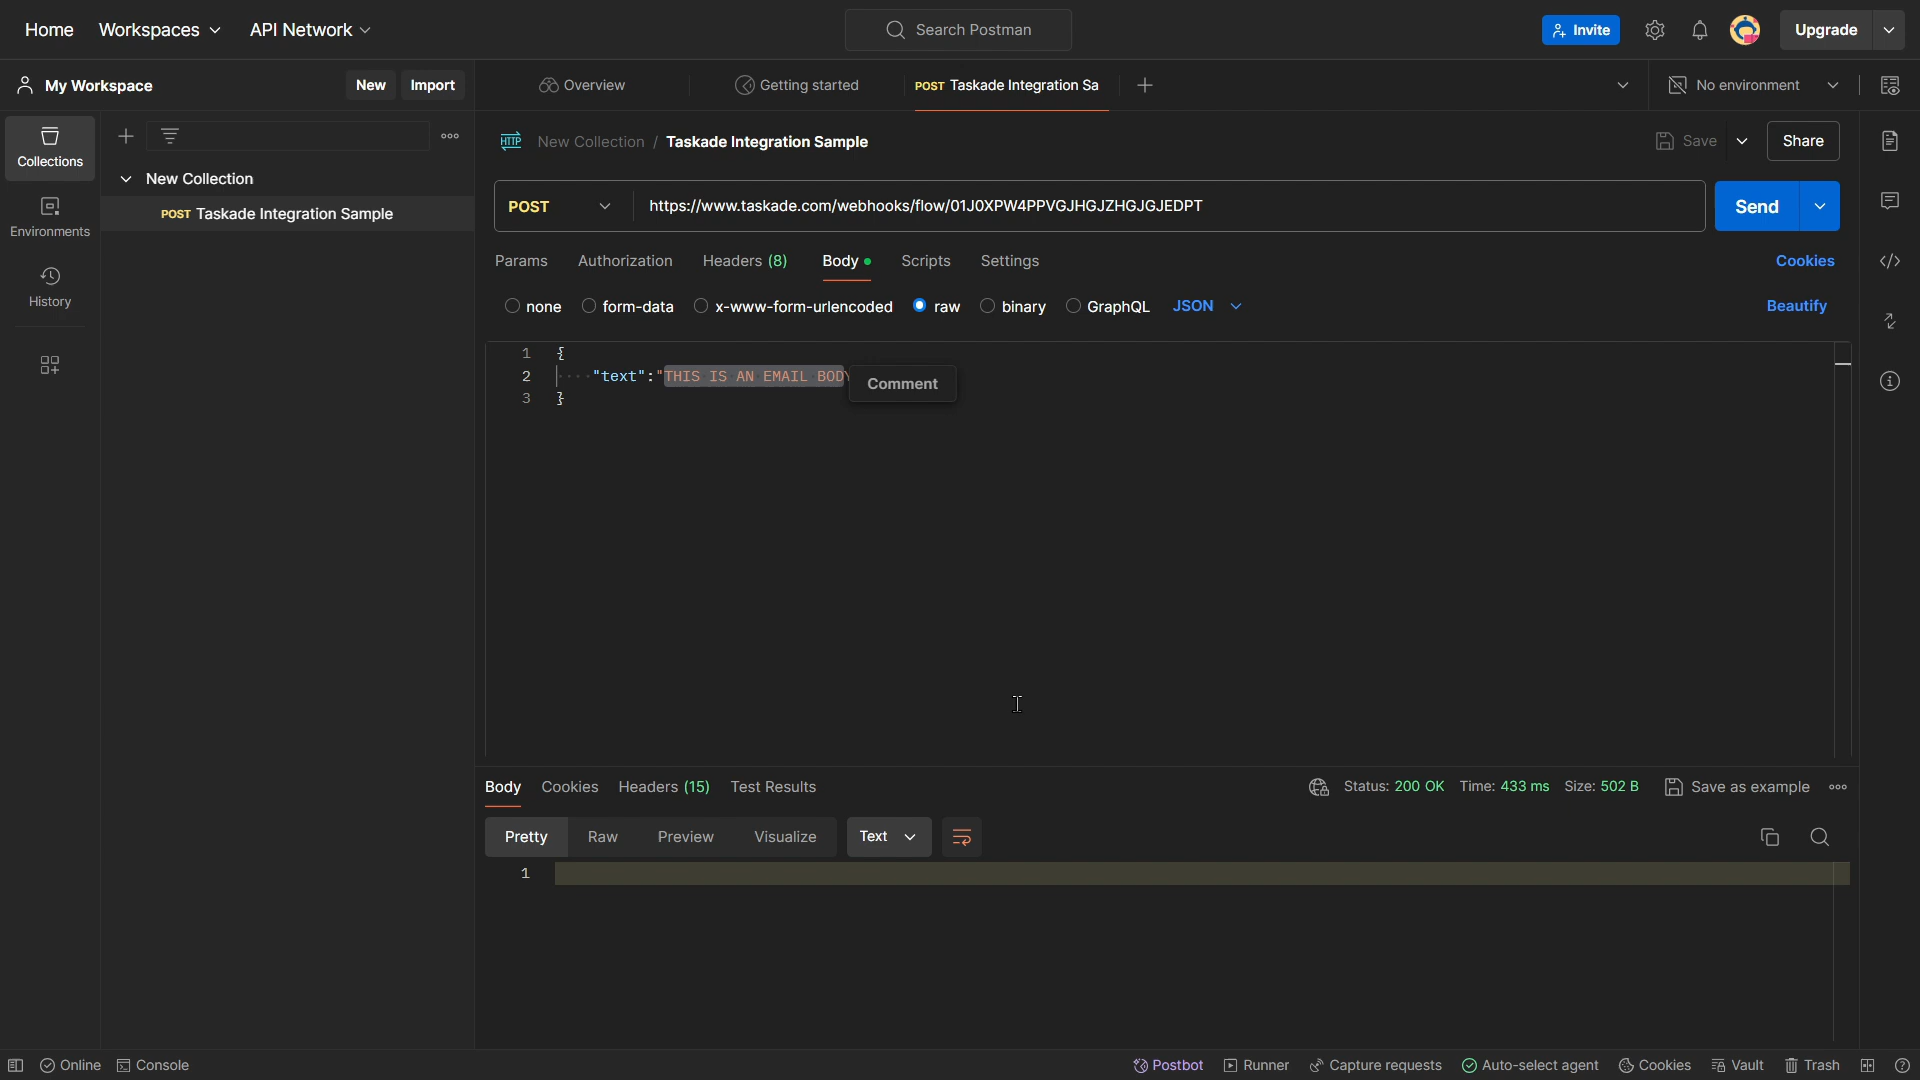 Home Workspaces API Network
Search Postman
Invite
Upgrade
My Workspace
New Import
Overview
Getting started
POST Taskade Integration Sa
No environment
Collections
Environments
History
New Collection
POST Taskade Integration Sample
HTTP New Collection / Taskade Integration Sample
Save
Share
POST https://www.taskade.com/webhooks/flow/01J0XPW4PPVGJHGJZHGJGJEDPT
Send
Params Authorization Headers (8) Body Scripts Settings
Cookies
none form-data x-www-form-urlencoded raw binary GraphQL JSON
Beautify
1 {
2 "text":"THIS IS AN EMAIL BODY
3 }
Comment
Body Cookies Headers (15) Test Results
Status: 200 OK Time: 433 ms Size: 502 B Save as example
Pretty Raw Preview Visualize Text
1
Online Console
Postbot Runner Capture requests Auto-select agent Cookies Vault Trash